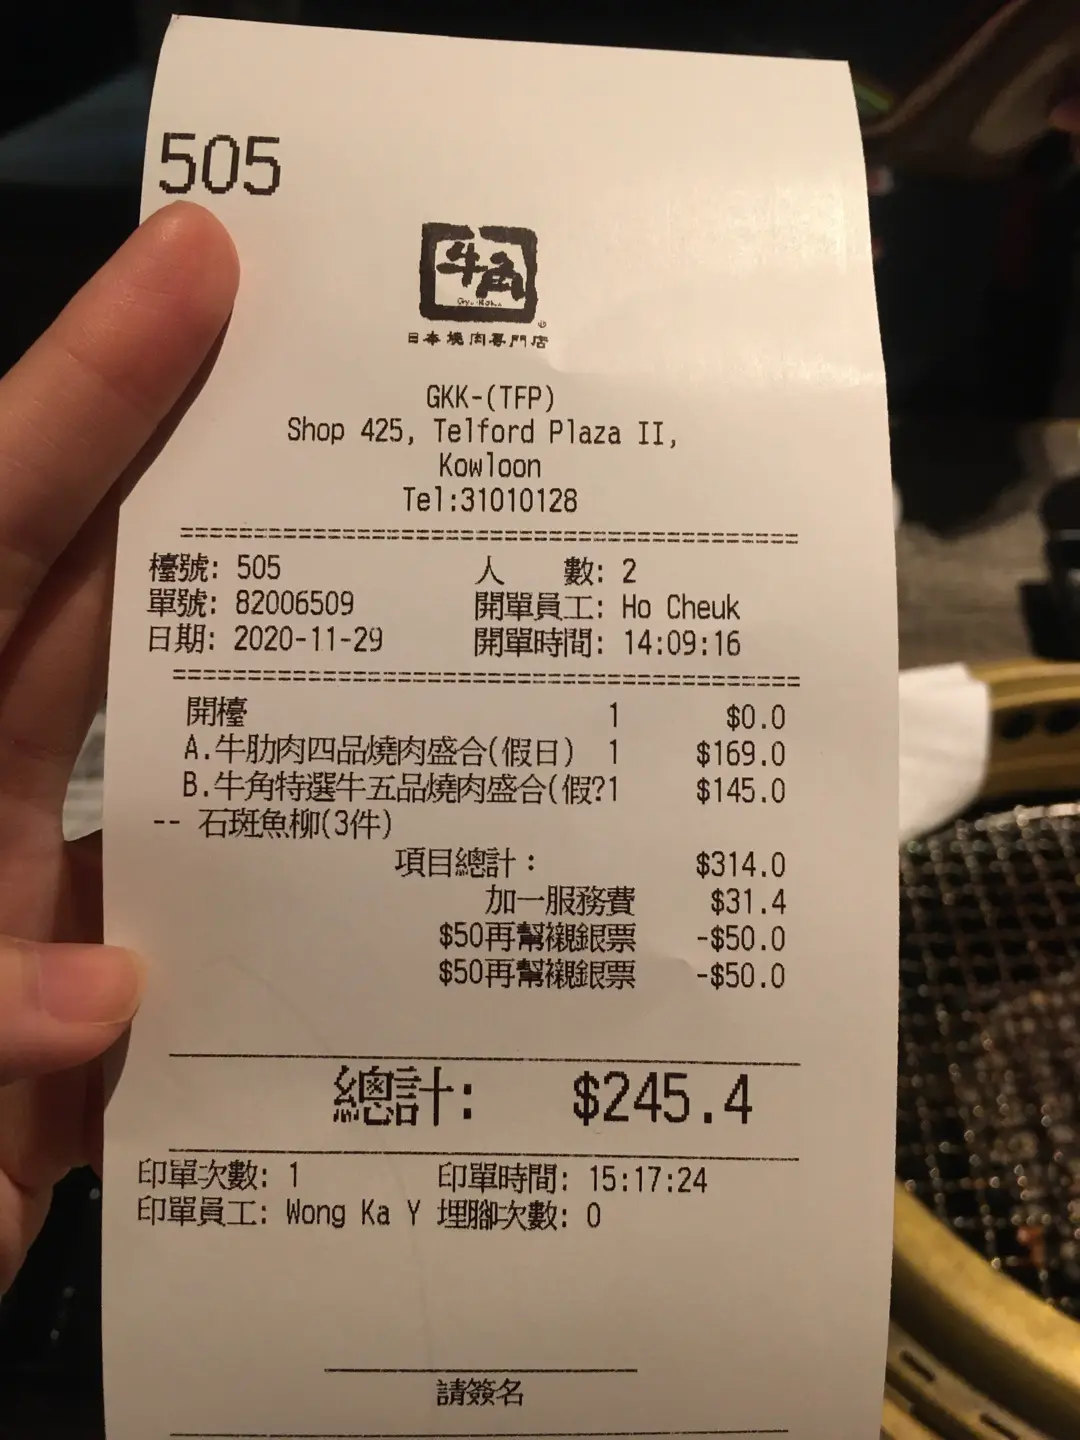 505
牛角
Gyu-Kaku
日本燒肉専門店
GKK-(TFP)
Shop 425, Telford Plaza II,
Kowloon
Tel:31010128
檯號: 505 人 數: 2
單號: 82006509 開單員工: Ho Cheuk
日期: 2020-11-29 開單時間: 14:09:16
開檯 1 $0.0
A.牛肋肉四品燒肉盛合(假日) 1 $169.0
B.牛角特選牛五品燒肉盛合(假?1 $145.0
-- 石斑魚柳(3件)
項目總計: $314.0
加一服務費 $31.4
$50再幫襯銀票 -$50.0
$50再幫襯銀票 -$50.0
總計: $245.4
印單次數: 1 印單時間: 15:17:24
印單員工: Wong Ka Y 埋腳次數: 0
請簽名